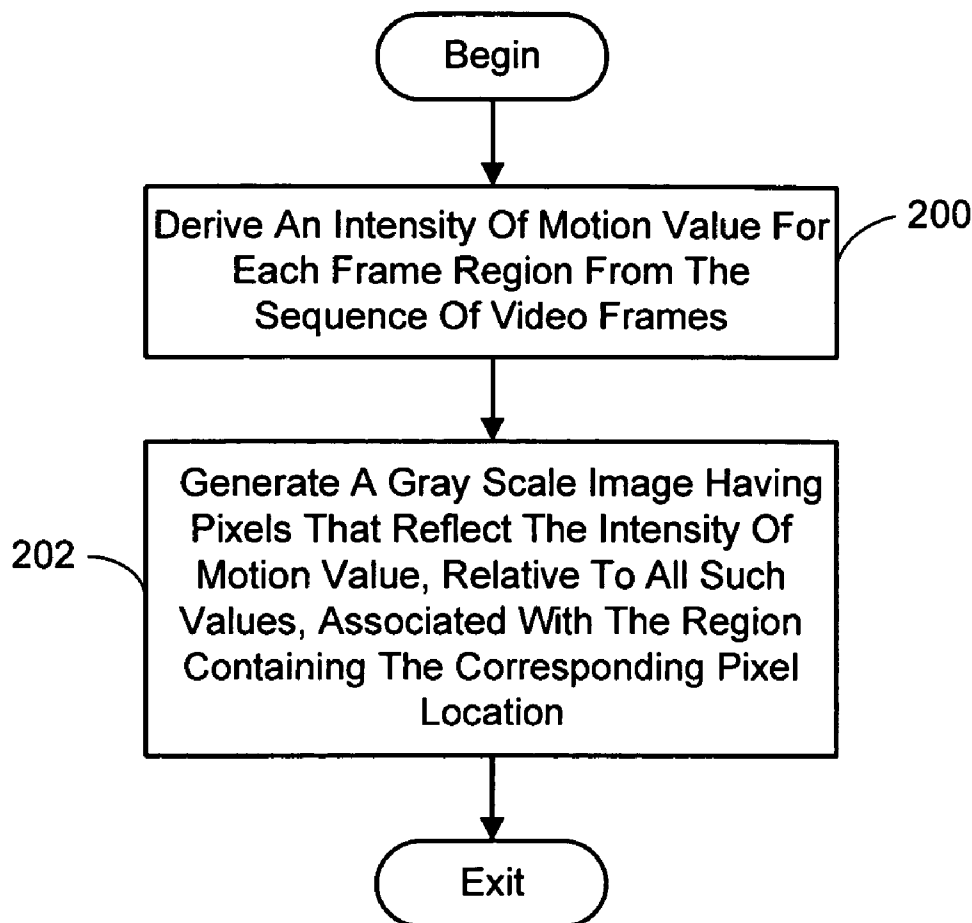 Begin
Derive An Intensity Of Motion Value For
Each Frame Region From The
Sequence Of Video Frames
200
Generate A Gray Scale Image Having
Pixels That Reflect The Intensity Of
Motion Value, Relative To All Such
Values, Associated With The Region
Containing The Corresponding Pixel
Location
202
Exit